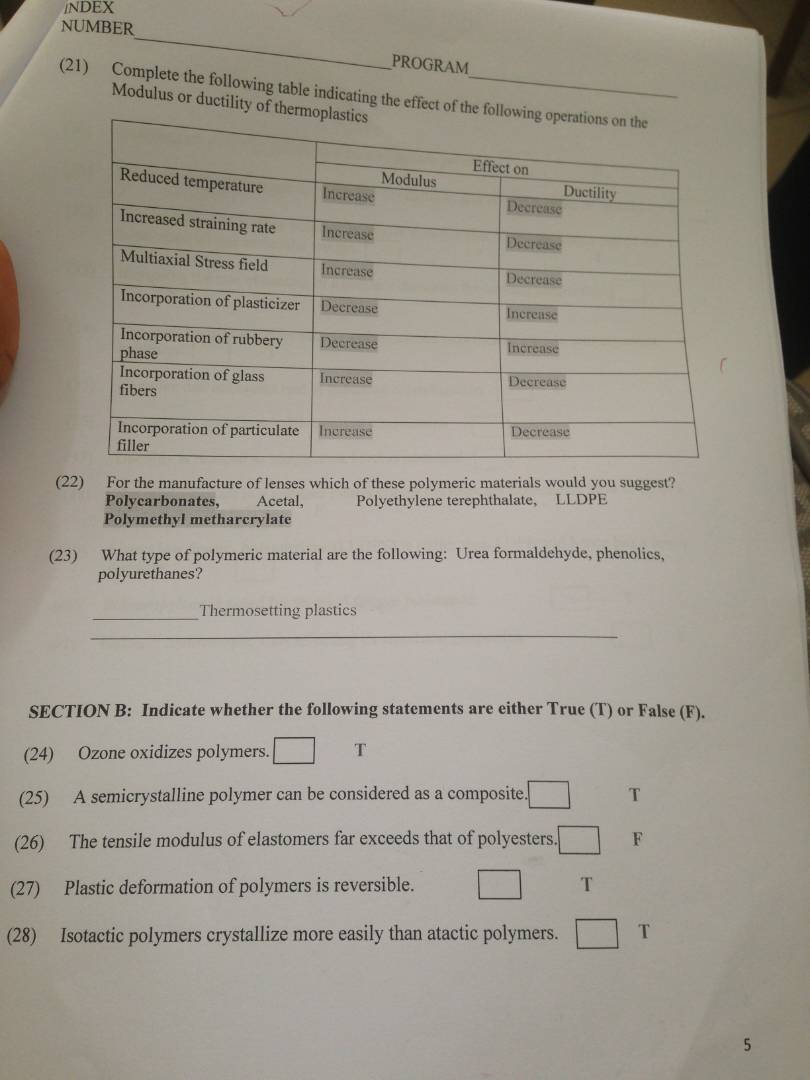 INDEX
NUMBER
PROGRAM
(21) Complete the following table indicating the effect of the following operations on the
Modulus or ductility of thermoplastics
Effect on
Modulus Ductility
Reduced temperature Increase Decrease
Increased straining rate Increase Decrease
Multiaxial Stress field Increase Decrease
Incorporation of plasticizer Decrease Increase
Incorporation of rubbery Decrease Increase
phase
Incorporation of glass Increase Decrease
fibers
Incorporation of particulate Increase Decrease
filler
(22) For the manufacture of lenses which of these polymeric materials would you suggest?
Polycarbonates, Acetal, Polyethylene terephthalate, LLDPE
Polymethyl metharcrylate
(23) What type of polymeric material are the following: Urea formaldehyde, phenolics,
polyurethanes?
Thermosetting plastics
SECTION B: Indicate whether the following statements are either True (T) or False (F).
(24) Ozone oxidizes polymers. T
(25) A semicrystalline polymer can be considered as a composite. T
(26) The tensile modulus of elastomers far exceeds that of polyesters. F
(27) Plastic deformation of polymers is reversible. T
(28) Isotactic polymers crystallize more easily than atactic polymers. T
5